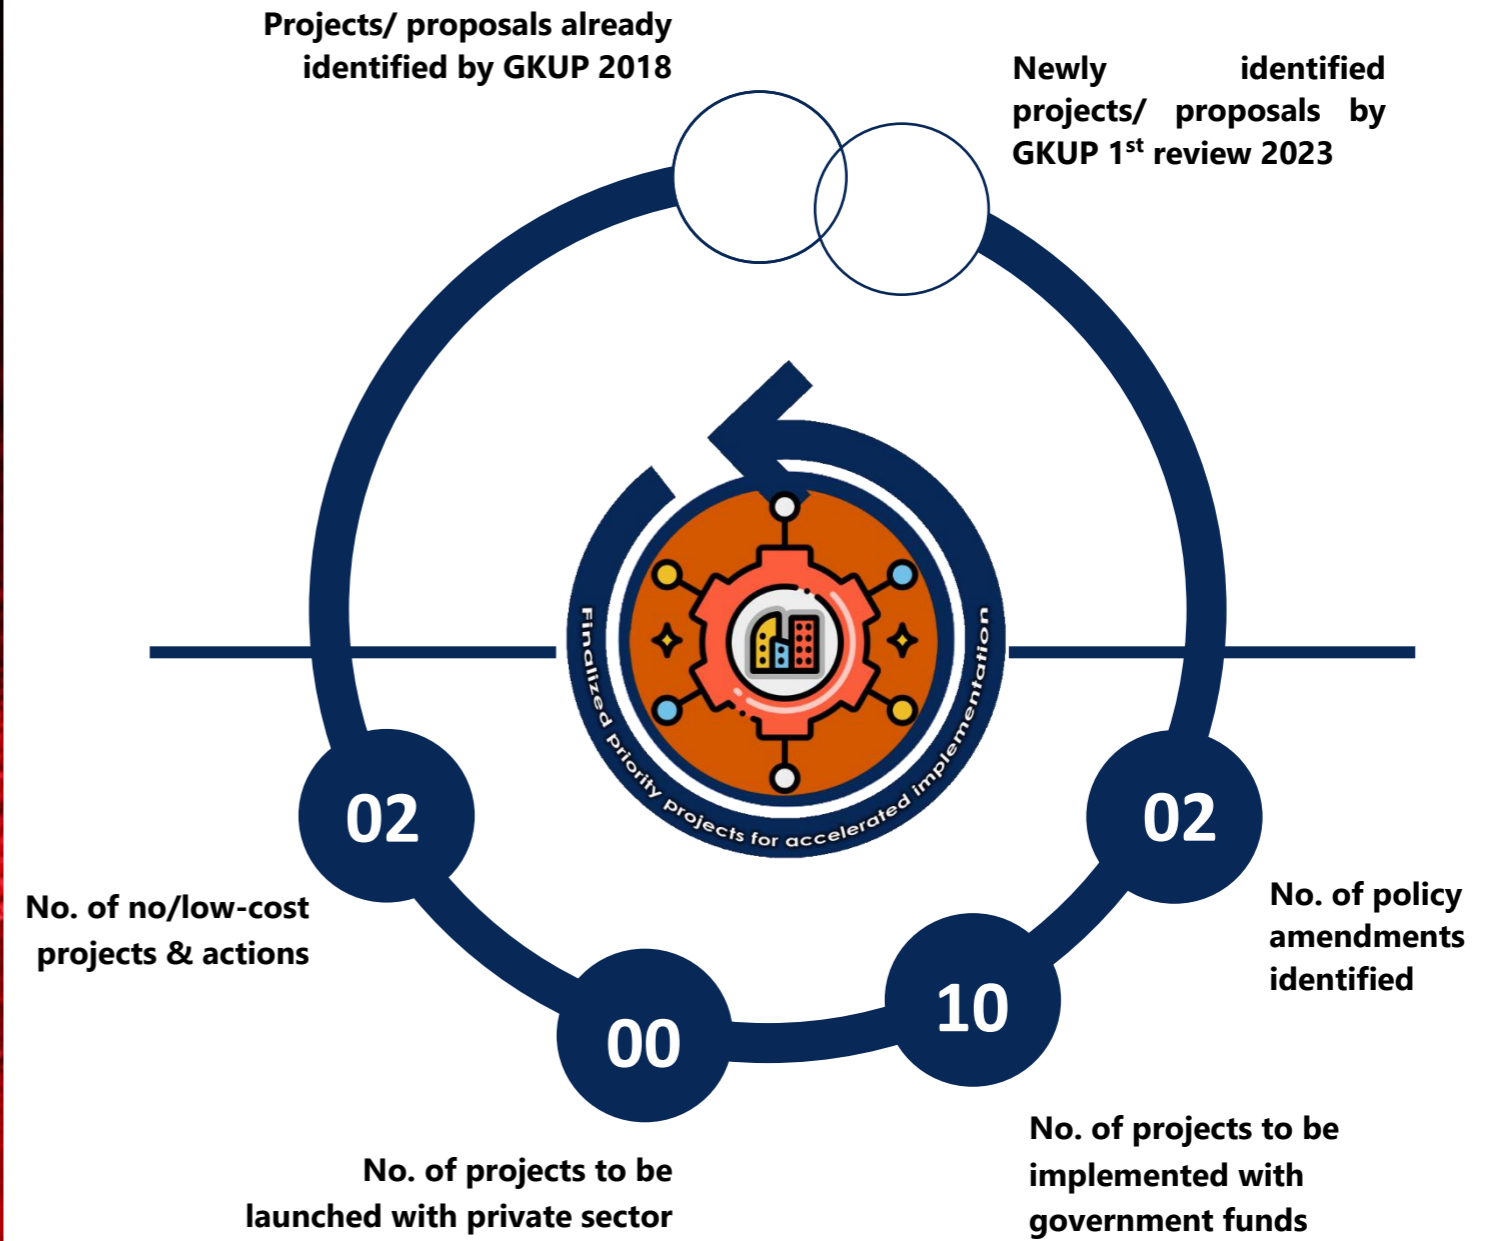 Projects/ proposals already
identified by GKUP 2018
Newly identified
projects/ proposals by
GKUP 1st review 2023
Finalized priority projects for accelerated implementation
02
No. of no/low-cost
projects & actions
00
No. of projects to be
launched with private sector
10
No. of projects to be
implemented with
government funds
02
No. of policy
amendments
identified